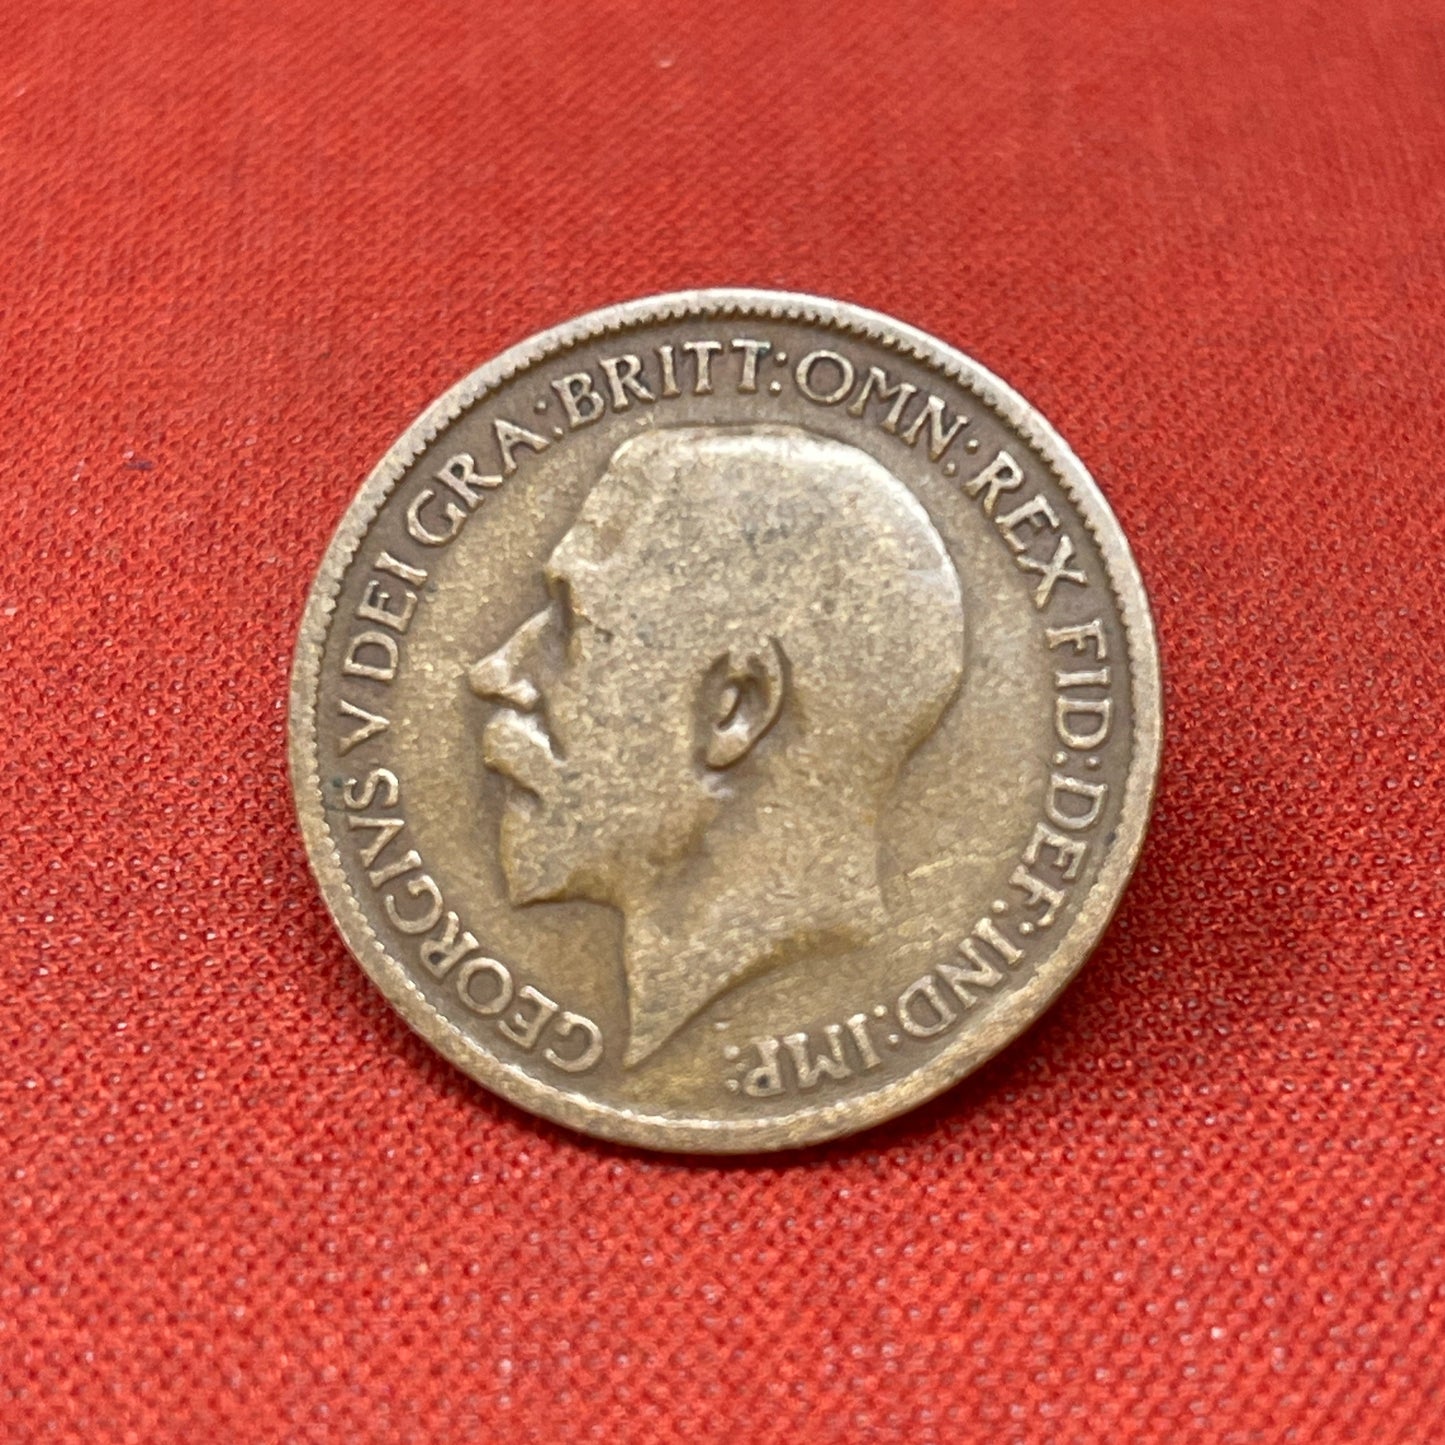 GEORGIVS V DEI GRA: BRITT: OMN: REX FID: DEF: IND: IMP: